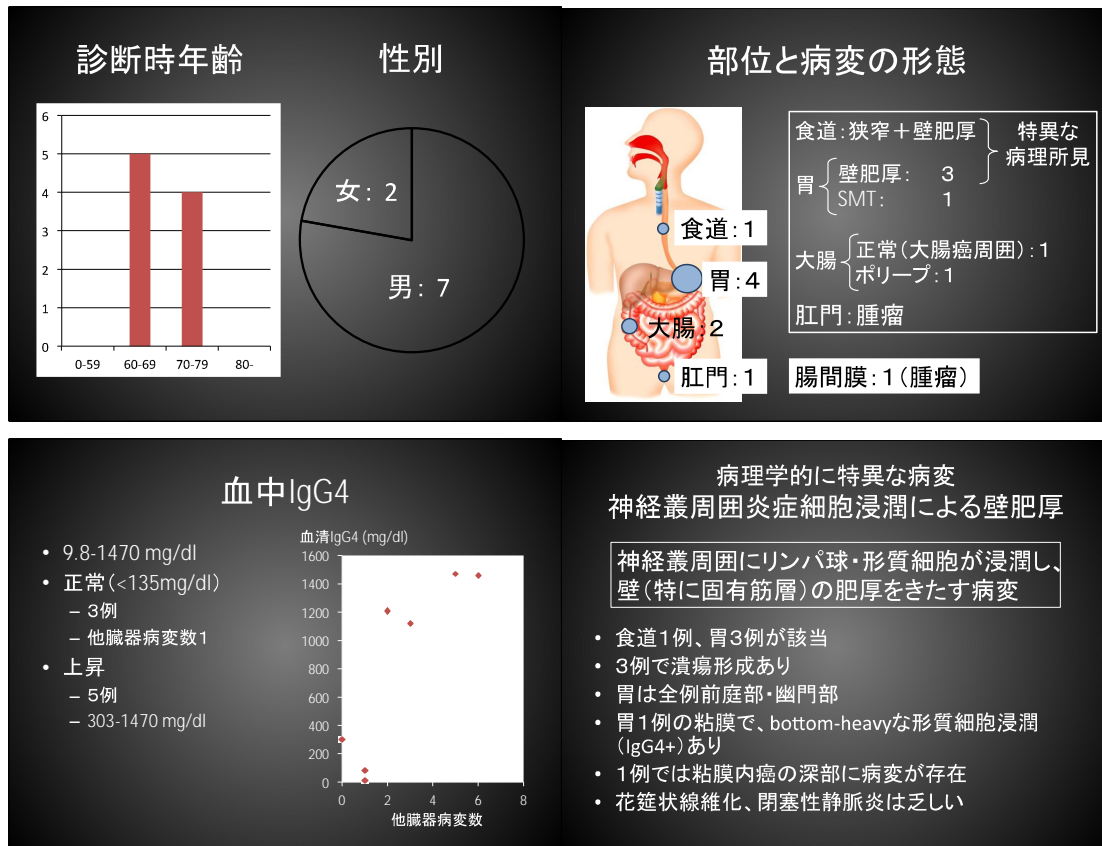 診断時年齢
性別
6
5
4
3
2
1
0
0-59 60-69 70-79 80-
女：2
男：7
部位と病変の形態
食道：1
胃：4
大腸：2
肛門：1
食道：狭窄＋壁肥厚
胃
壁肥厚： 3
SMT： 1
特異な
病理所見
大腸
正常（大腸癌周囲）：1
ポリープ：1
肛門：腫瘤
腸間膜：1（腫瘤）
血中IgG4
• 9.8-1470 mg/dl
• 正常（<135mg/dl）
– 3例
– 他臓器病変数1
• 上昇
– 5例
– 303-1470 mg/dl
血清IgG4 (mg/dl)
1600
1400
1200
1000
800
600
400
200
0
0 2 4 6 8
他臓器病変数
病理学的に特異な病変
神経叢周囲炎症細胞浸潤による壁肥厚
神経叢周囲にリンパ球・形質細胞が浸潤し、
壁（特に固有筋層）の肥厚をきたす病変
• 食道1例、胃3例が該当
• 3例で潰瘍形成あり
• 胃は全例前庭部・幽門部
• 胃1例の粘膜で、bottom-heavyな形質細胞浸潤
（IgG4+）あり
• 1例では粘膜内癌の深部に病変が存在
• 花筵状線維化、閉塞性静脈炎は乏しい